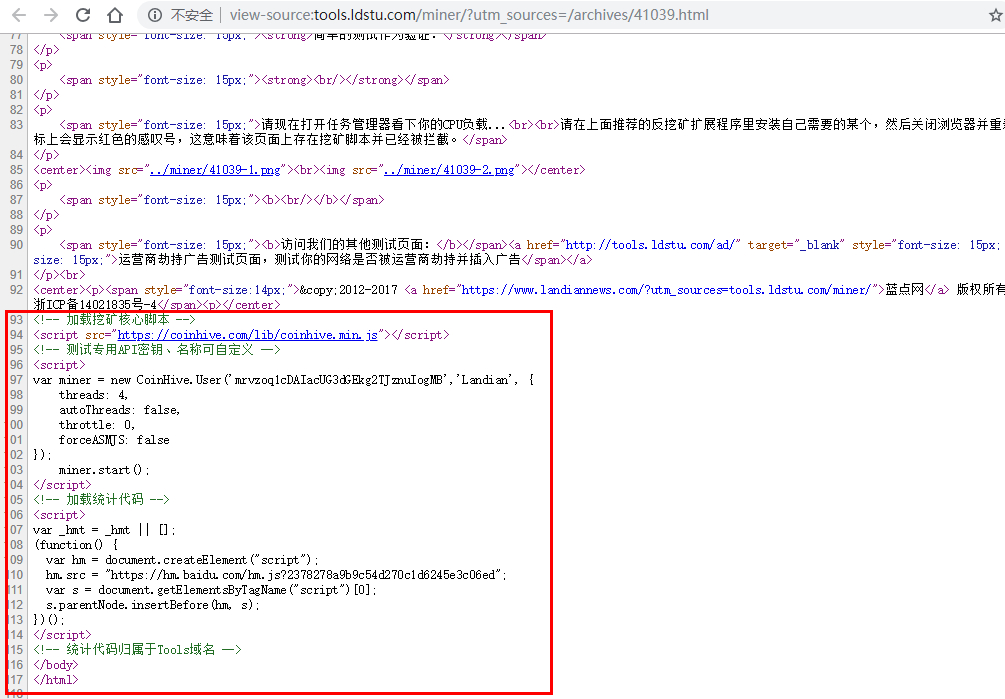 不安全 | view-source:tools.ldstu.com/miner/?utm_sources=/archives/41039.html
77 <span style="font-size: 15px;"><strong>简单的测试作为验证：</strong></span>
78 </p>
79 <p>
80 <span style="font-size: 15px;"><strong><br/></strong></span>
81 </p>
82 <p>
83 <span style="font-size: 15px;">请现在打开任务管理器看下你的CPU负载...<br><br>请在上面推荐的反挖矿扩展程序里安装自己需要的某个，然后关闭浏览器并重
标上会显示红色的感叹号，这意味着该页面上存在挖矿脚本并已经被拦截。</span>
84 </p>
85 <center><img src="../miner/41039-1.png"><br><img src="../miner/41039-2.png"></center>
86 <p>
87 <span style="font-size: 15px;"><b><br/></b></span>
88 </p>
89 <p>
90 <span style="font-size: 15px;"><b>访问我们的其他测试页面：</b></span><a href="http://tools.ldstu.com/ad/" target="_blank" style="font-size: 15px;
size: 15px;">运营商劫持广告测试页面，测试你的网络是否被运营商劫持并插入广告</span></a>
91 </p><br>
92 <center><p><span style="font-size:14px;">&copy;2012-2017 <a href="https://www.landiannews.com/?utm_sources=tools.ldstu.com/miner/">蓝点网</a> 版权所有
浙ICP备14021835号-4</span><p></center>
93 <!-- 加载挖矿核心脚本 -->
94 <script src="https://coinhive.com/lib/coinhive.min.js"></script>
95 <!-- 测试专用API密钥、名称可自定义 -->
96 <script>
97 var miner = new CoinHive.User('mrvzoq1cDAIacUG3dGEkg2TJznuIogMB','Landian', {
98 threads: 4,
99 autoThreads: false,
00 throttle: 0,
01 forceASMJS: false
02 });
03 miner.start();
04 </script>
05 <!-- 加载统计代码 -->
06 <script>
07 var _hmt = _hmt || [];
08 (function() {
09 var hm = document.createElement("script");
110 hm.src = "https://hm.baidu.com/hm.js?2378278a9b9c54d270c1d6245e3c06ed";
111 var s = document.getElementsByTagName("script")[0];
112 s.parentNode.insertBefore(hm, s);
113 })();
114 </script>
115 <!-- 统计代码归属于Tools域名 -->
116 </body>
117 </html>
118